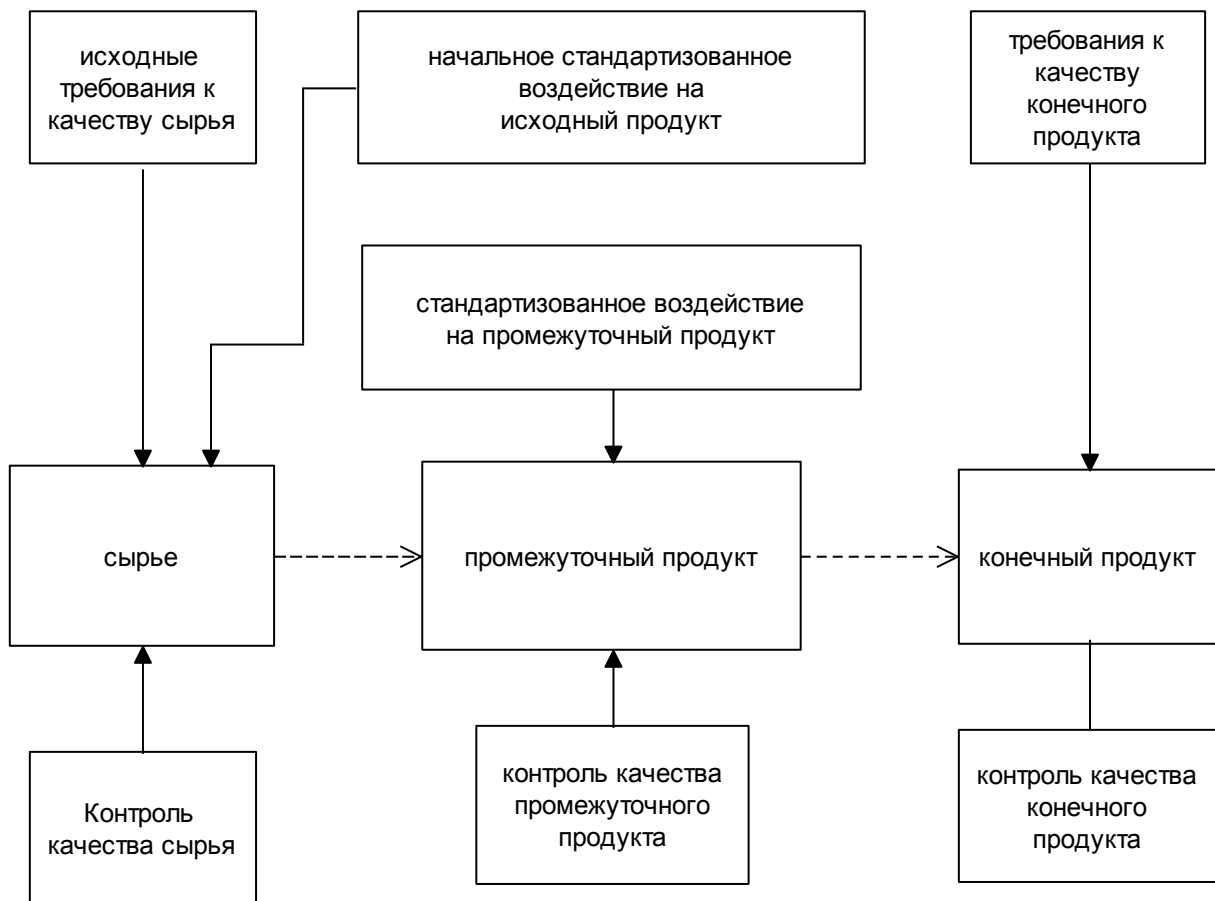 исходные
требования к
качеству сырья
начальное стандартизованное
воздействие на
исходный продукт
требования к
качеству
конечного
продукта
стандартизованное воздействие
на промежуточный продукт
сырье
промежуточный продукт
конечный продукт
Контроль
качества сырья
контроль качества
промежуточного
продукта
контроль качества
конечного
продукта